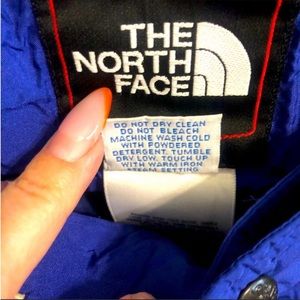 THE
NORTH
FACE
DO NOT DRY CLEAN
DO NOT BLEACH
MACHINE WASH COLD
WITH POWDERED
DETERGENT, TUMBLE
DRY LOW, TOUCH UP
WITH WARM IRON
STEAM SETTING